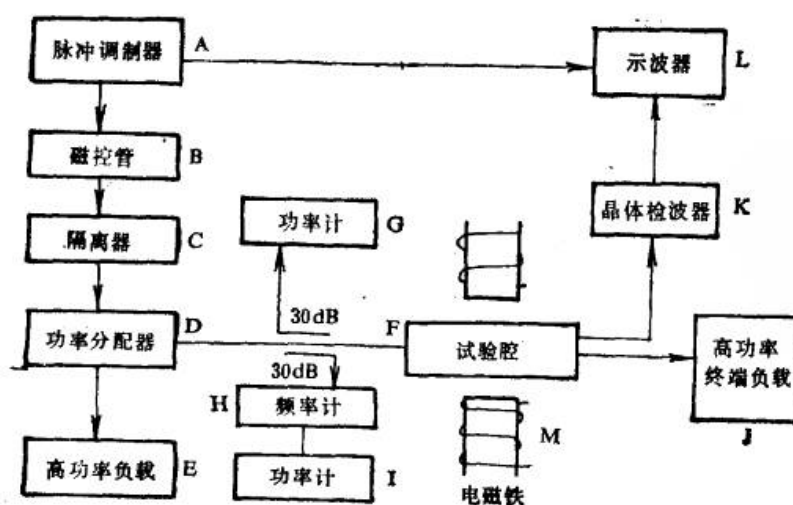 脉冲调制器
A
示波器
L
磁控管
B
功率计
G
晶体检波器
K
隔离器
C
30dB
功率分配器
D
F
试验腔
高功率
终端负载
J
30dB
H
频率计
M
高功率负载
E
功率计
I
电磁铁